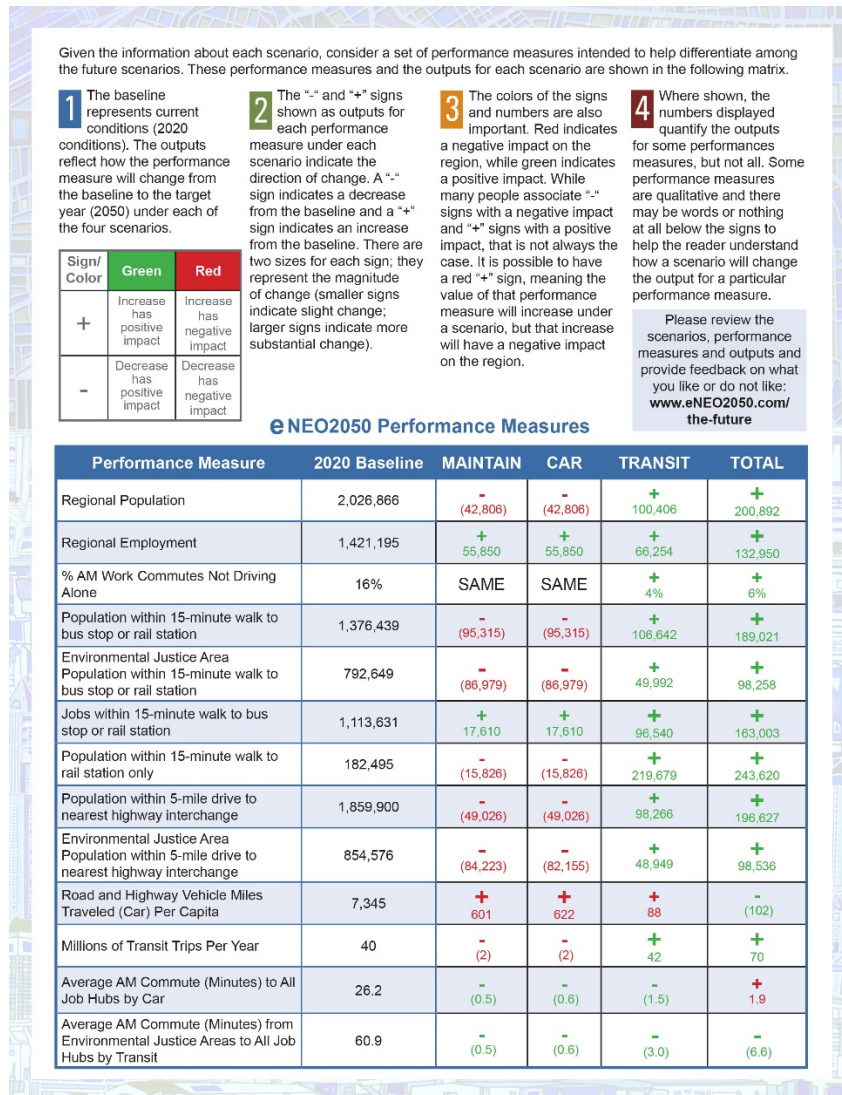 Given the information about each scenario, consider a set of performance measures intended to help differentiate among
the future scenarios. These performance measures and the outputs for each scenario are shown in the following matrix.
1
The baseline
represents current
conditions (2020
conditions). The outputs
reflect how the performance
measure will change from
the baseline to the target
year (2050) under each of
the four scenarios.
Sign/
Color
Green
Red
+
Increase
has
positive
impact
Increase
has
negative
impact
-
Decrease
has
positive
impact
Decrease
has
negative
impact
2
The "-" and "+" signs
shown as outputs for
each performance
measure under each
scenario indicate the
direction of change. A "-"
sign indicates a decrease
from the baseline and a "+"
sign indicates an increase
from the baseline. There are
two sizes for each sign; they
represent the magnitude
of change (smaller signs
indicate slight change;
larger signs indicate more
substantial change).
3
The colors of the signs
and numbers are also
important. Red indicates
a negative impact on the
region, while green indicates
a positive impact. While
many people associate "-"
signs with a negative impact
and "+" signs with a positive
impact, that is not always the
case. It is possible to have
a red "+" sign, meaning the
value of that performance
measure will increase under
a scenario, but that increase
will have a negative impact
on the region.
4
Where shown, the
numbers displayed
quantify the outputs
for some performances
measures, but not all. Some
performance measures
are qualitative and there
may be words or nothing
at all below the signs to
help the reader understand
how a scenario will change
the output for a particular
performance measure.
Please review the
scenarios, performance
measures and outputs and
provide feedback on what
you like or do not like:
www.eNEO2050.com/
the-future
eNEO2050 Performance Measures
Performance Measure 2020 Baseline MAINTAIN CAR TRANSIT TOTAL
Regional Population 2,026,866 - - + +
(42,806) (42,806) 100,406 200,892
Regional Employment 1,421,195 + + + +
55,850 55,850 66,254 132,950
% AM Work Commutes Not Driving
Alone
16% SAME SAME + +
4% 6%
Population within 15-minute walk to
bus stop or rail station
1,376,439 - - + +
(95,315) (95,315) 106,642 189,021
Environmental Justice Area
Population within 15-minute walk to
bus stop or rail station
792,649 - - + +
(86,979) (86,979) 49,992 98,258
Jobs within 15-minute walk to bus
stop or rail station
1,113,631 + + + +
17,610 17,610 96,540 163,003
Population within 15-minute walk to
rail station only
182,495 - - + +
(15,826) (15,826) 219,679 243,620
Population within 5-mile drive to
nearest highway interchange
1,859,900 - - + +
(49,026) (49,026) 98,266 196,627
Environmental Justice Area
Population within 5-mile drive to
nearest highway interchange
854,576 - - + +
(84,223) (82,155) 48,949 98,536
Road and Highway Vehicle Miles
Traveled (Car) Per Capita
7,345 + + + -
601 622 88 (102)
Millions of Transit Trips Per Year 40 - - + +
(2) (2) 42 70
Average AM Commute (Minutes) to All
Job Hubs by Car
26.2 - - - +
(0.5) (0.6) (1.5) 1.9
Average AM Commute (Minutes) from
Environmental Justice Areas to All Job
Hubs by Transit
60.9 - - - -
(0.5) (0.6) (3.0) (6.6)